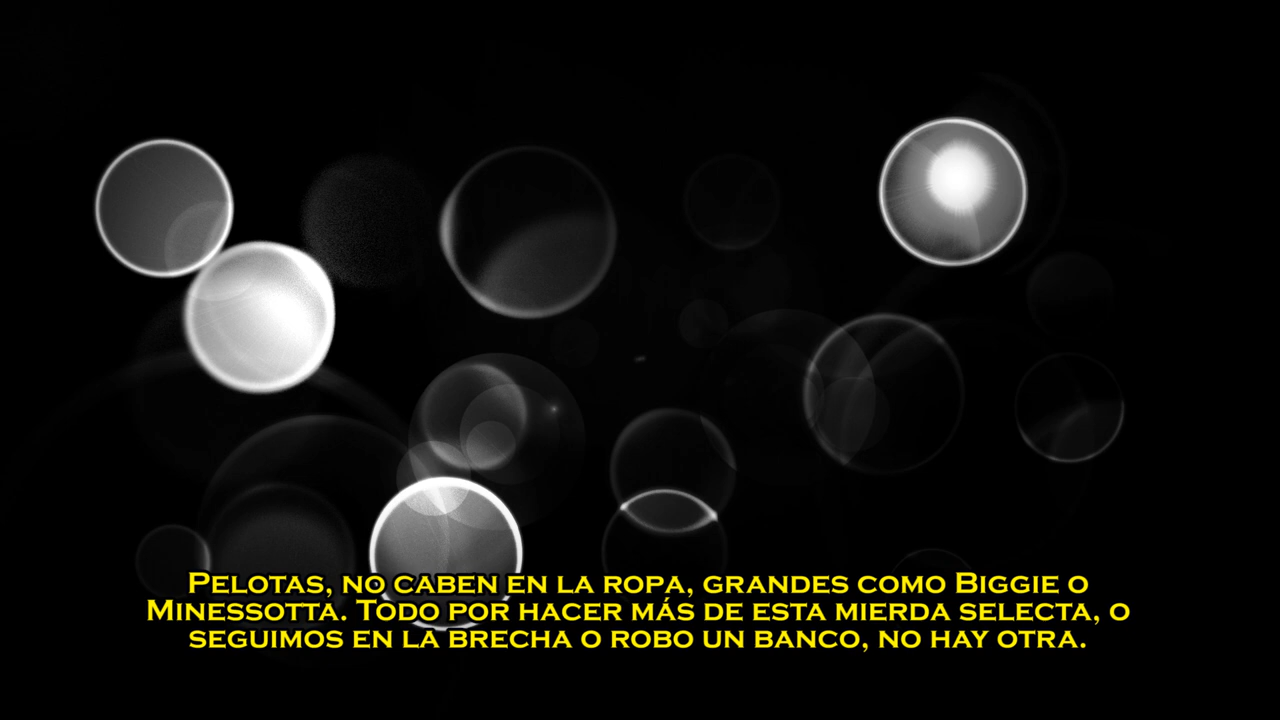 Pelotas, no caben en la ropa, grandes como Biggie o
Minessotta. Todo por hacer más de esta mierda selecta, o
seguimos en la brecha o robo un banco, no hay otra.